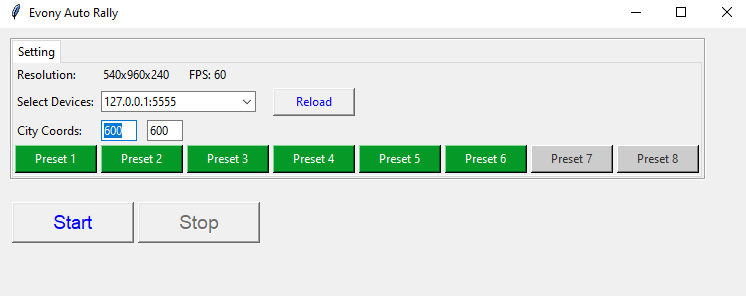 Evony Auto Rally
Setting
Resolution: 540x960x240 FPS: 60
Select Devices: 127.0.0.1:5555 Reload
City Coords: 600 600
Preset 1 Preset 2 Preset 3 Preset 4 Preset 5 Preset 6 Preset 7 Preset 8
Start Stop